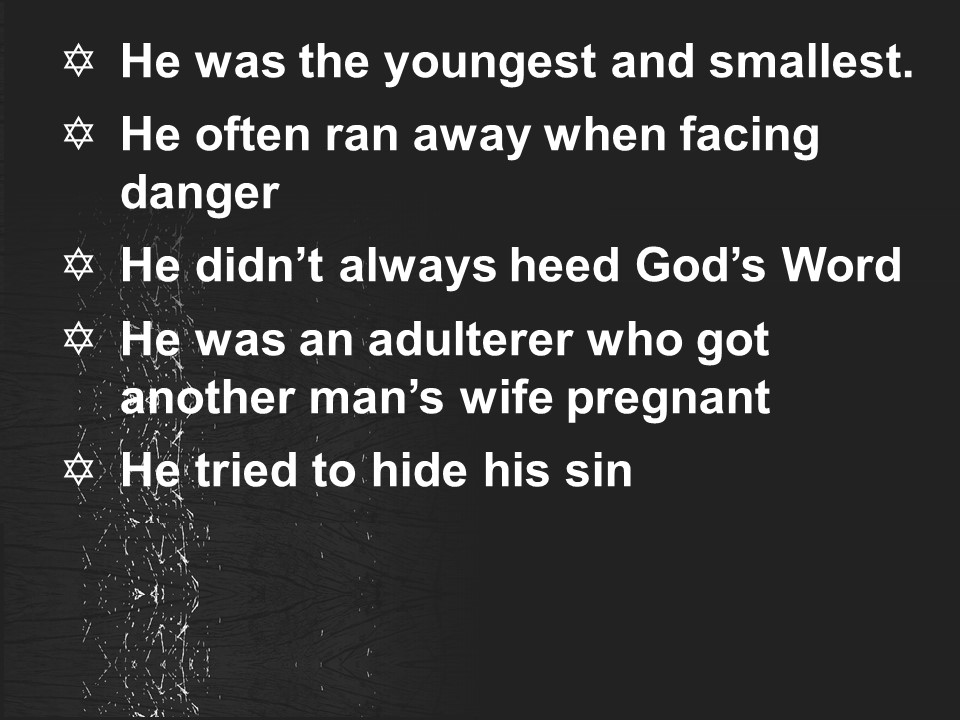 ✡ He was the youngest and smallest.
✡ He often ran away when facing
danger
✡ He didn’t always heed God’s Word
✡ He was an adulterer who got
another man’s wife pregnant
✡ He tried to hide his sin